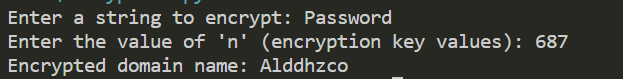 Enter a string to encrypt: Password
Enter the value of 'n' (encryption key values): 687
Encrypted domain name: Alddhzco